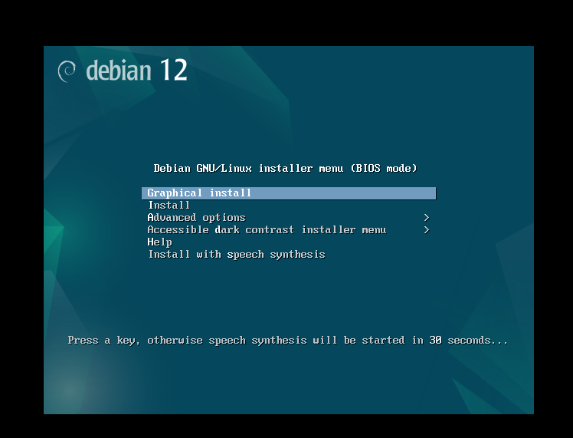 debian 12
Debian GNU/Linux installer menu (BIOS mode)
Graphical install
Install
Advanced options >
Accessible dark contrast installer menu >
Help
Install with speech synthesis
Press a key, otherwise speech synthesis will be started in 30 seconds...